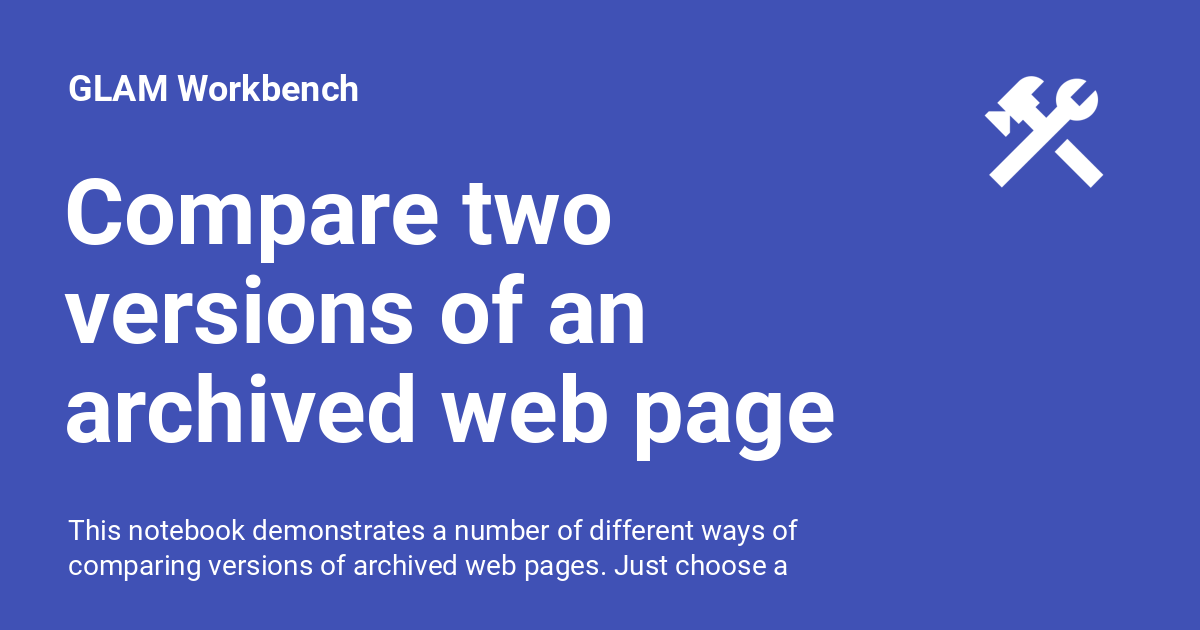 GLAM Workbench
Compare two
versions of an
archived web page
This notebook demonstrates a number of different ways of
comparing versions of archived web pages. Just choose a